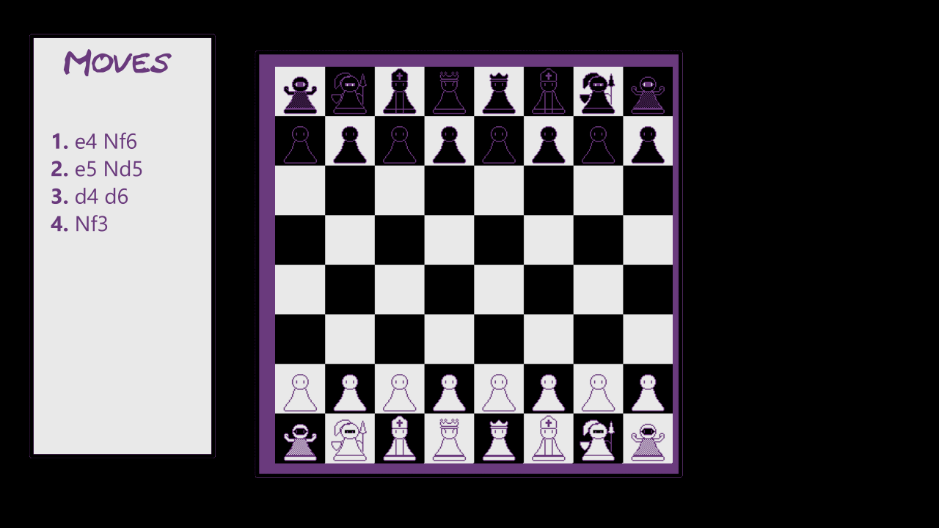 Moves
1. e4 Nf6
2. e5 Nd5
3. d4 d6
4. Nf3